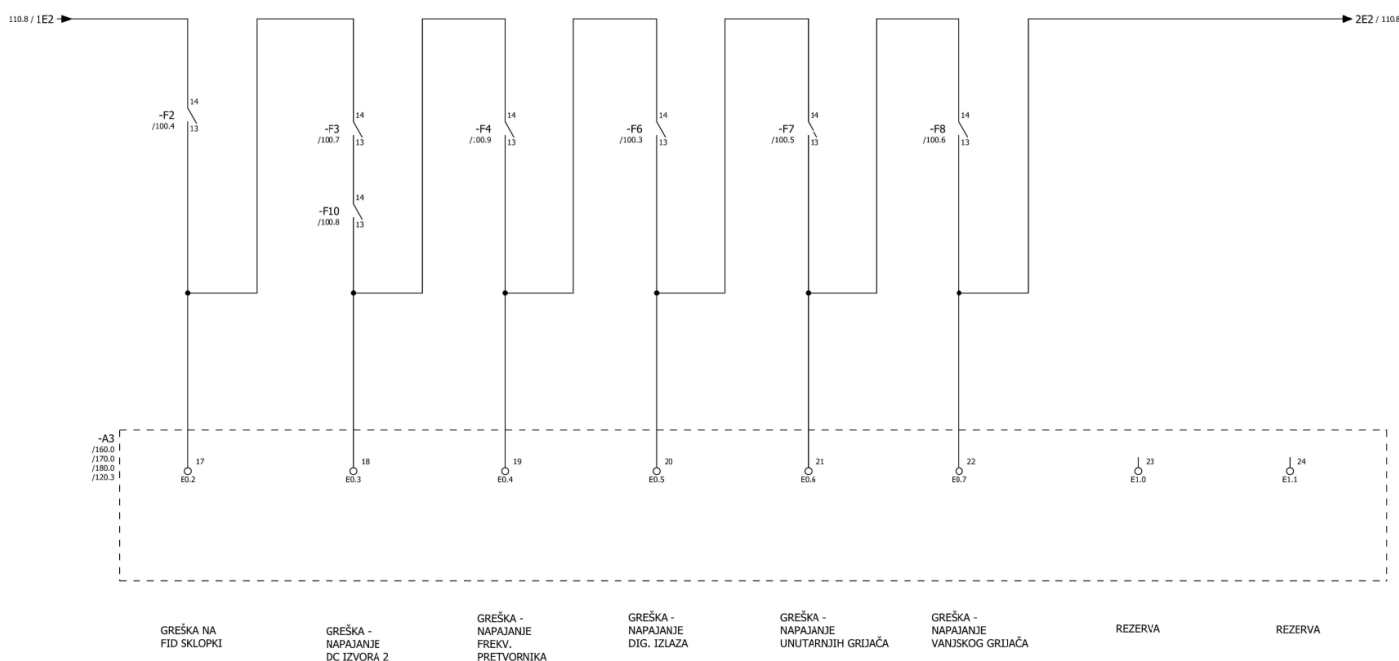 110.8 / 1E2
2E2 / 110.8
-F2
/100.4
14
13
-F3
/100.7
14
13
-F4
/100.9
14
13
-F6
/100.3
14
13
-F7
/100.5
14
13
-F8
/100.6
14
13
-F10
/100.8
14
13
-A3
/160.0
/170.0
/180.0
/120.3
17
E0.2
18
E0.3
19
E0.4
20
E0.5
21
E0.6
22
E0.7
23
E1.0
24
E1.1
GREŠKA NA
FID SKLOPKI
GREŠKA -
NAPAJANJE
DC IZVORA 2
GREŠKA -
NAPAJANJE
FREKV.
PRETVORNIKA
GREŠKA -
NAPAJANJE
DIG. IZLAZA
GREŠKA -
NAPAJANJE
UNUTARNJIH GRIJAČA
GREŠKA -
NAPAJANJE
VANJSKOG GRIJAČA
REZERVA
REZERVA